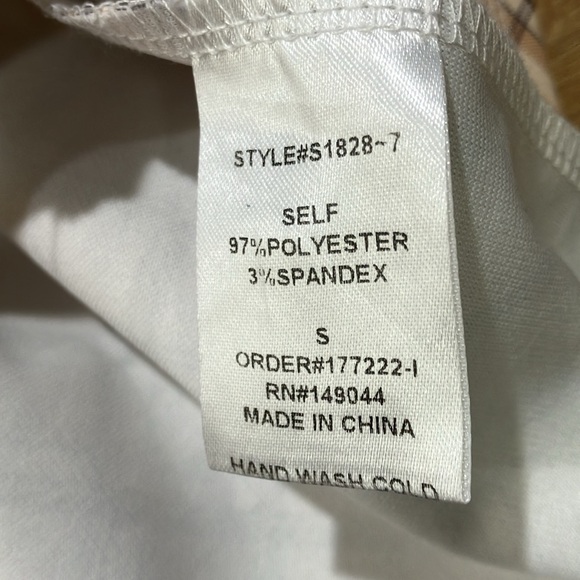 STYLE#S1828~7
SELF
97%POLYESTER
3%SPANDEX
S
ORDER#177222-I
RN#149044
MADE IN CHINA
HAND WASH COLD